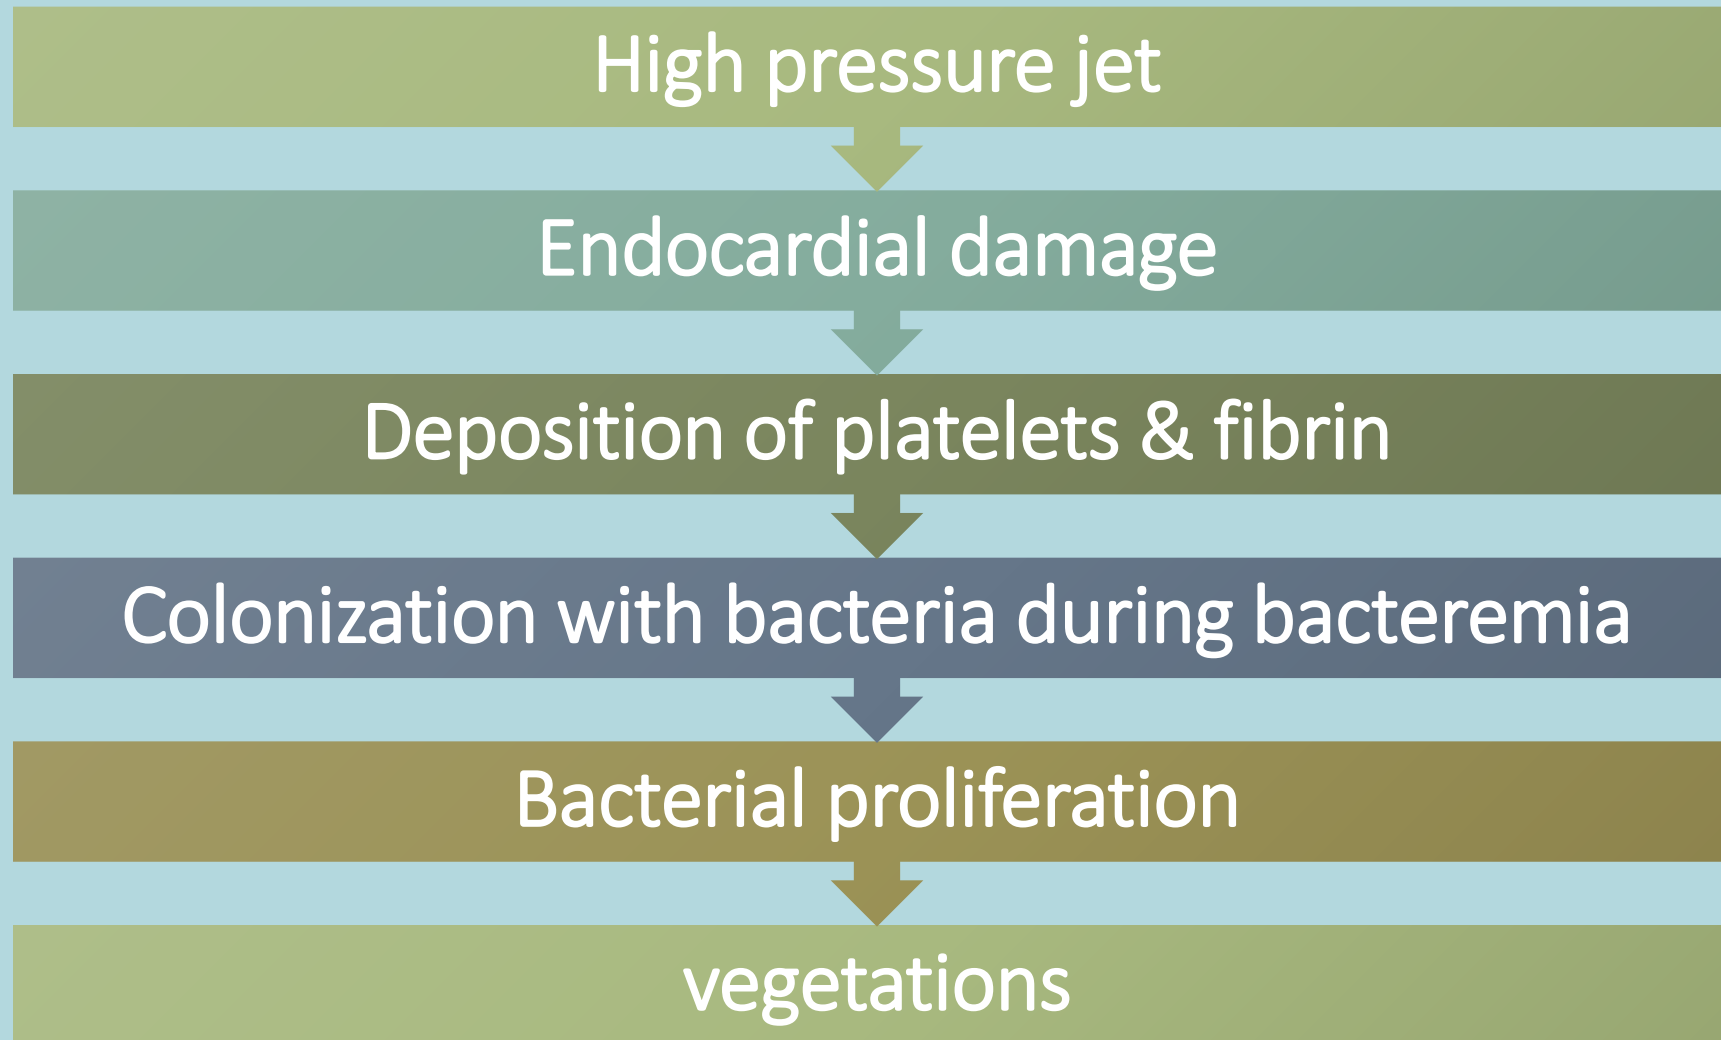 High pressure jet
Endocardial damage
Deposition of platelets & fibrin
Colonization with bacteria during bacteremia
Bacterial proliferation
vegetations